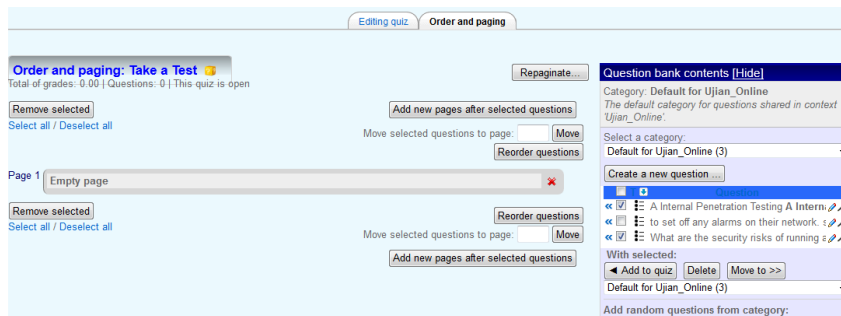 Editing quiz
Order and paging
Order and paging: Take a Test
Total of grades: 0.00 | Questions: 0 | This quiz is open
Repaginate...
Remove selected
Select all / Deselect all
Add new pages after selected questions
Move selected questions to page:
Move
Reorder questions
Page 1
Empty page
Remove selected
Select all / Deselect all
Reorder questions
Move selected questions to page:
Move
Add new pages after selected questions
Question bank contents [Hide]
Category: Default for Ujian_Online
The default category for questions shared in context
'Ujian_Online'.
Select a category:
Default for Ujian_Online (3)
Create a new question ...
T Question
A Internal Penetration Testing A Intern
to set off any alarms on their network. s
What are the security risks of running a
With selected:
◄ Add to quiz
Delete
Move to >>
Default for Ujian_Online (3)
Add random questions from category: